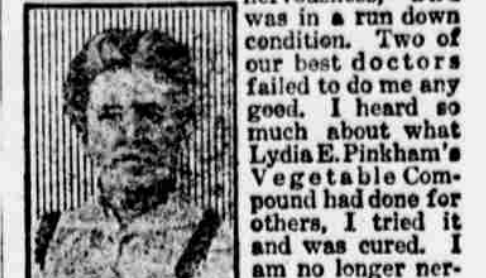 was in a run down
condition. Two of
our best doctors
failed to do me any
good. I heard so
much about what
Lydia E. Pinkham's
Vegetable Com-
pound had done for
others, I tried it
and was cured. I
am no longer ner-